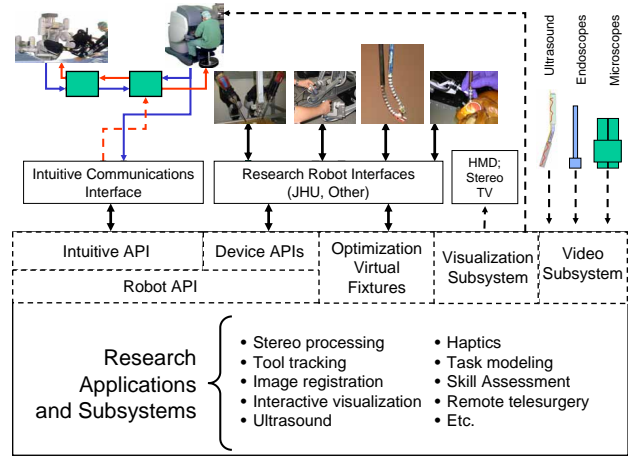 Ultrasound
Endoscopes
Microscopes
Intuitive Communications
Interface
Research Robot Interfaces
(JHU, Other)
HMD;
Stereo
TV
Intuitive API
Device APIs
Robot API
Optimization
Virtual
Fixtures
Visualization
Subsystem
Video
Subsystem
Research
Applications
and Subsystems
• Stereo processing
• Tool tracking
• Image registration
• Interactive visualization
• Ultrasound
• Haptics
• Task modeling
• Skill Assessment
• Remote telesurgery
• Etc.